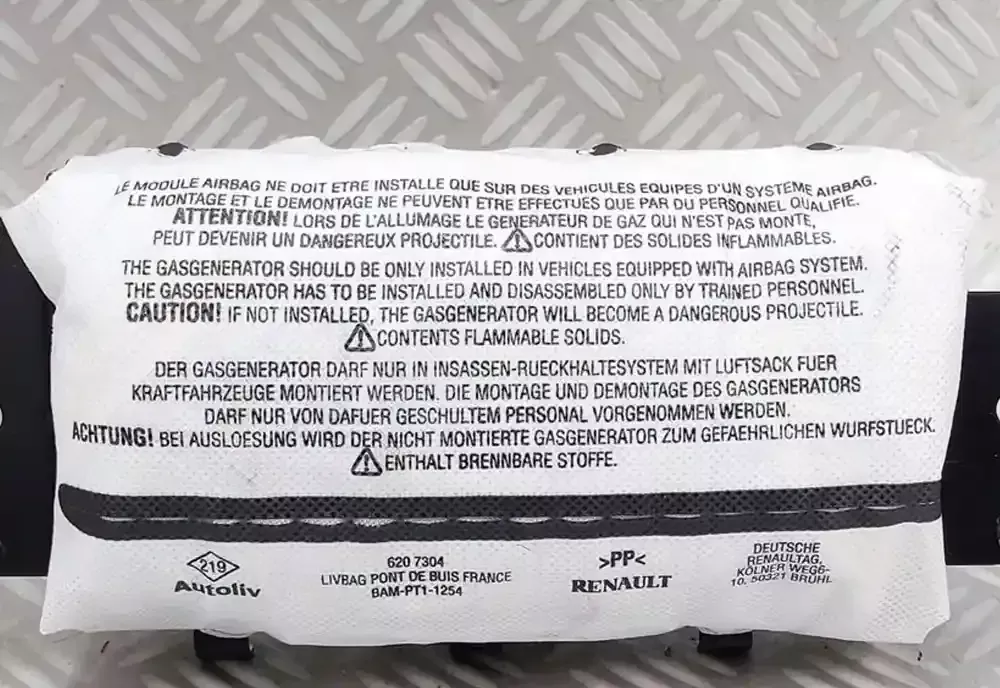 LE MODULE AIRBAG NE DOIT ETRE INSTALLE QUE SUR DES VEHICULES EQUIPES D'UN SYSTEME AIRBAG.
LE MONTAGE ET LE DEMONTAGE NE PEUVENT ETRE EFFECTUES QUE PAR DU PERSONNEL QUALIFIE.
ATTENTION! LORS DE L'ALLUMAGE LE GENERATEUR DE GAZ QUI N'EST PAS MONTE,
PEUT DEVENIR UN DANGEREUX PROJECTILE. ⚠CONTIENT DES SOLIDES INFLAMMABLES.
THE GASGENERATOR SHOULD BE ONLY INSTALLED IN VEHICLES EQUIPPED WITH AIRBAG SYSTEM.
THE GASGENERATOR HAS TO BE INSTALLED AND DISASSEMBLED ONLY BY TRAINED PERSONNEL.
CAUTION! IF NOT INSTALLED, THE GASGENERATOR WILL BECOME A DANGEROUS PROJECTILE.
⚠CONTENTS FLAMMABLE SOLIDS.
DER GASGENERATOR DARF NUR IN INSASSEN-RUECKHALTESYSTEM MIT LUFTSACK FUER
KRAFTFAHRZEUGE MONTIERT WERDEN. DIE MONTAGE UND DEMONTAGE DES GASGENERATORS
DARF NUR VON DAFUER GESCHULTEM PERSONAL VORGENOMMEN WERDEN.
ACHTUNG! BEI AUSLOESUNG WIRD DER NICHT MONTIERTE GASGENERATOR ZUM GEFAEHRLICHEN WURFSTUECK.
⚠ENTHALT BRENNBARE STOFFE.
219
Autoliv
620 7304
LIVBAG PONT DE BUIS FRANCE
BAM-PT1-1254
>PP<
RENAULT
DEUTSCHE
RENAULTAG,
KÖLNER WEG6-
10, 50321 BRÜHL